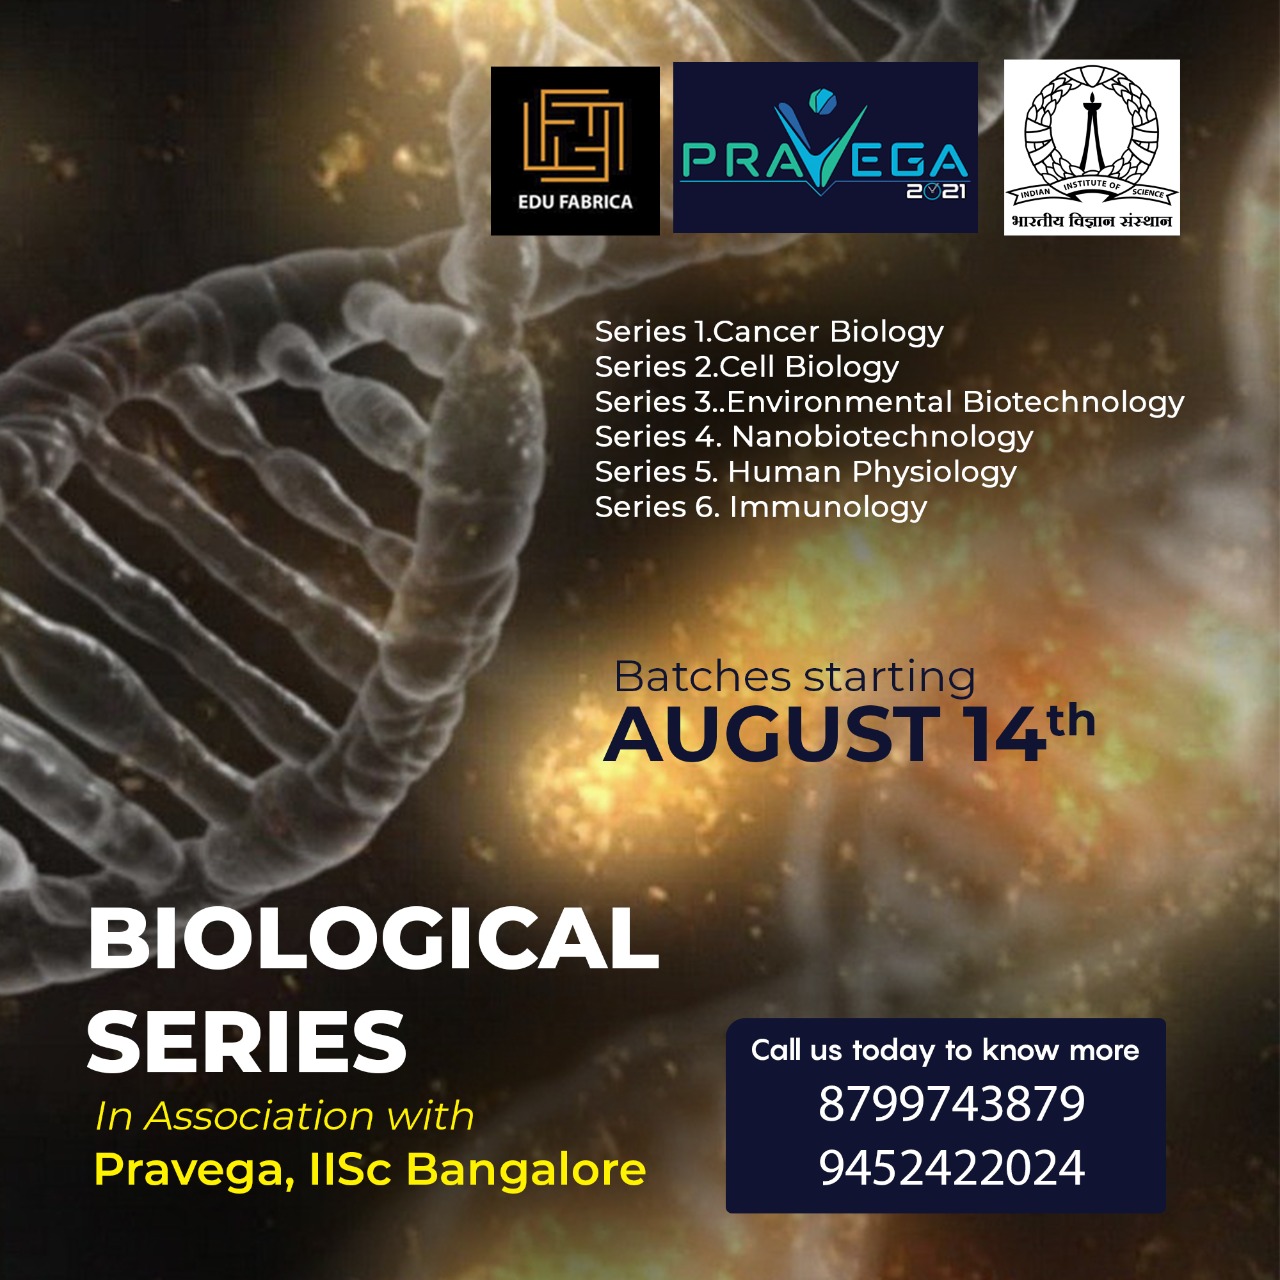 EDU FABRICA
PRAVEGA
2021
INDIAN INSTITUTE OF SCIENCE
भारतीय विज्ञान संस्थान
Series 1.Cancer Biology
Series 2.Cell Biology
Series 3..Environmental Biotechnology
Series 4. Nanobiotechnology
Series 5. Human Physiology
Series 6. Immunology
Batches starting
AUGUST 14th
BIOLOGICAL
SERIES
In Association with
Pravega, IISc Bangalore
Call us today to know more
8799743879
9452422024